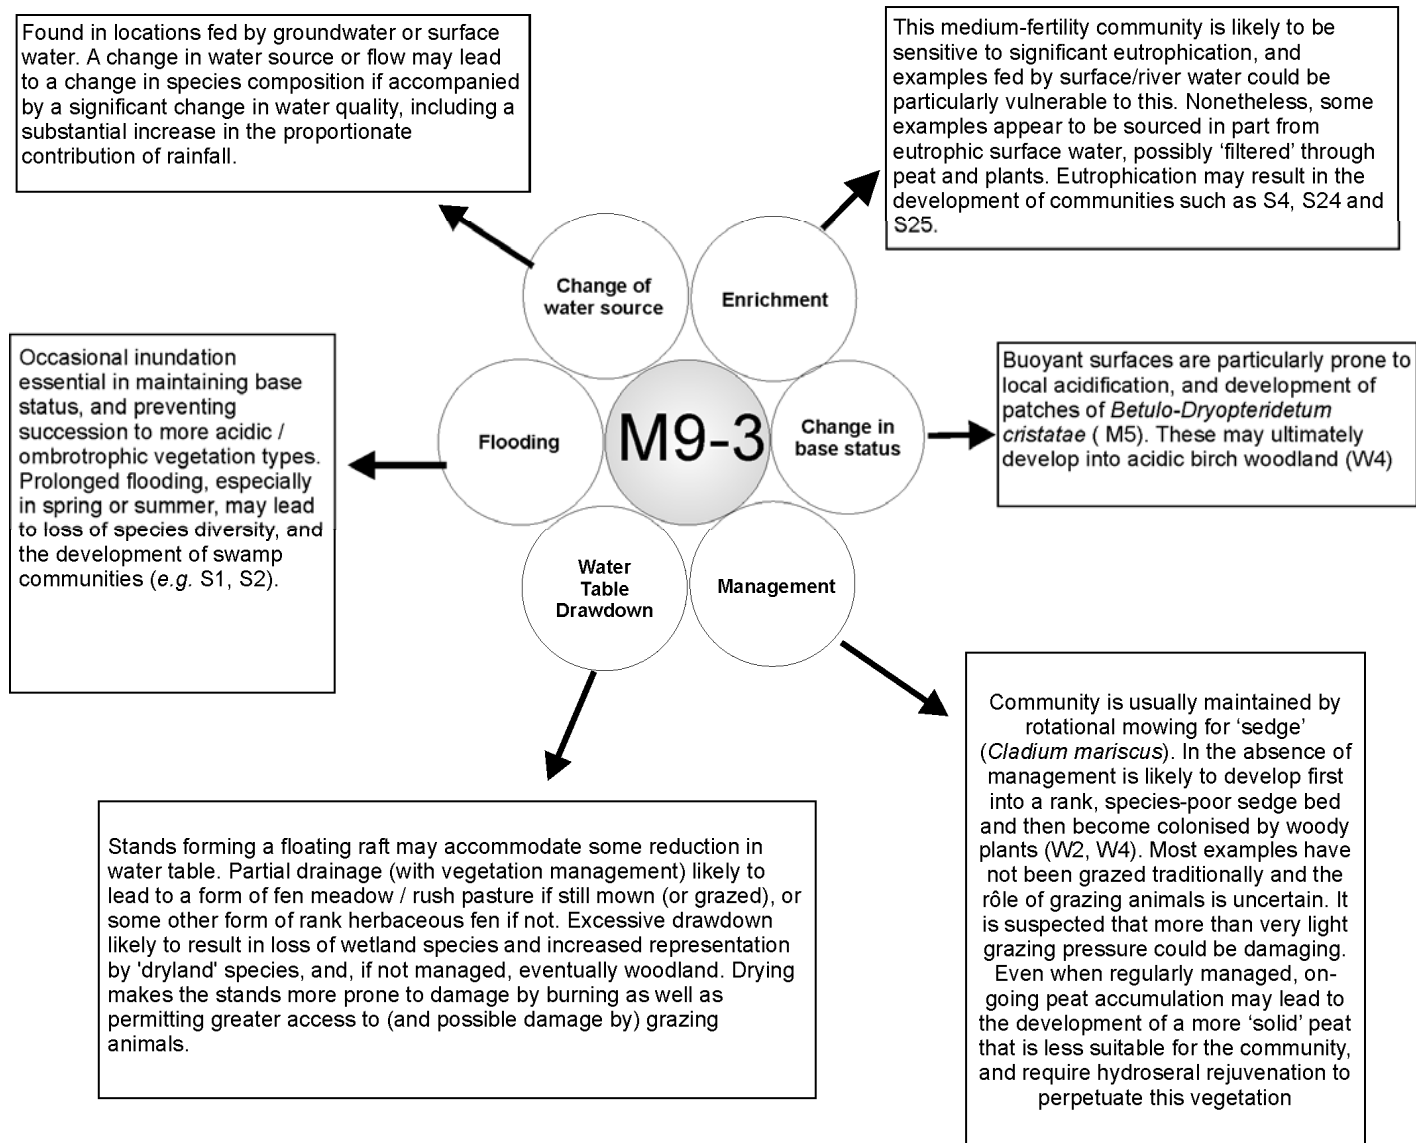 Found in locations fed by groundwater or surface
water. A change in water source or flow may lead
to a change in species composition if accompanied
by a significant change in water quality, including a
substantial increase in the proportionate
contribution of rainfall.
This medium-fertility community is likely to be
sensitive to significant eutrophication, and
examples fed by surface/river water could be
particularly vulnerable to this. Nonetheless, some
examples appear to be sourced in part from
eutrophic surface water, possibly ‘filtered’ through
peat and plants. Eutrophication may result in the
development of communities such as S4, S24 and
S25.
Change of
water source
Enrichment
Occasional inundation
essential in maintaining base
status, and preventing
succession to more acidic /
ombrotrophic vegetation types.
Prolonged flooding, especially
in spring or summer, may lead
to loss of species diversity, and
the development of swamp
communities (e.g. S1, S2).
Flooding
M9-3
Change in
base status
Buoyant surfaces are particularly prone to
local acidification, and development of
patches of Betulo-Dryopteridetum
cristatae ( M5). These may ultimately
develop into acidic birch woodland (W4)
Water
Table
Drawdown
Management
Stands forming a floating raft may accommodate some reduction in
water table. Partial drainage (with vegetation management) likely to
lead to a form of fen meadow / rush pasture if still mown (or grazed), or
some other form of rank herbaceous fen if not. Excessive drawdown
likely to result in loss of wetland species and increased representation
by 'dryland' species, and, if not managed, eventually woodland. Drying
makes the stands more prone to damage by burning as well as
permitting greater access to (and possible damage by) grazing
animals.
Community is usually maintained by
rotational mowing for ‘sedge’
(Cladium mariscus). In the absence of
management is likely to develop first
into a rank, species-poor sedge bed
and then become colonised by woody
plants (W2, W4). Most examples have
not been grazed traditionally and the
rôle of grazing animals is uncertain. It
is suspected that more than very light
grazing pressure could be damaging.
Even when regularly managed, on-
going peat accumulation may lead to
the development of a more ‘solid’ peat
that is less suitable for the community,
and require hydroseral rejuvenation to
perpetuate this vegetation